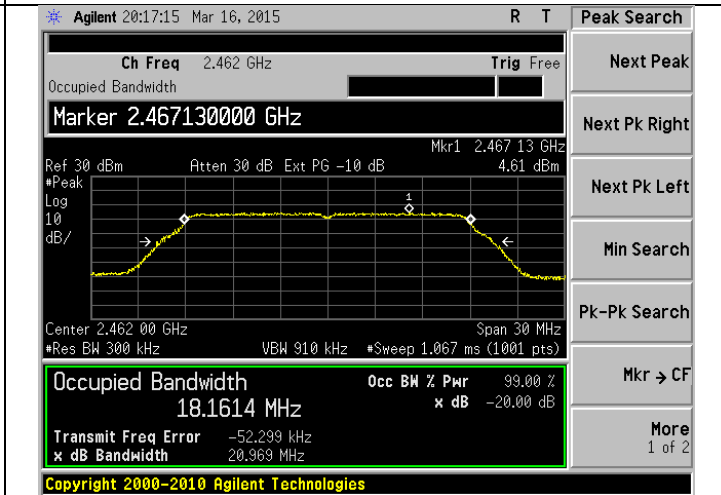 Agilent 20:17:15 Mar 16, 2015 R T
Peak Search
Ch Freq 2.462 GHz Trig Free
Occupied Bandwidth
Marker 2.467130000 GHz
Mkr1 2.467 13 GHz
Ref 30 dBm Atten 30 dB Ext PG -10 dB 4.61 dBm
#Peak
Log
10
dB/
1
Center 2.462 00 GHz Span 30 MHz
#Res BW 300 kHz VBW 910 kHz #Sweep 1.067 ms (1001 pts)
Occupied Bandwidth Occ BW % Pwr 99.00 %
18.1614 MHz x dB -20.00 dB
Transmit Freq Error -52.299 kHz
x dB Bandwidth 20.969 MHz
Copyright 2000-2010 Agilent Technologies
Next Peak
Next Pk Right
Next Pk Left
Min Search
Pk-Pk Search
Mkr → CF
More
1 of 2